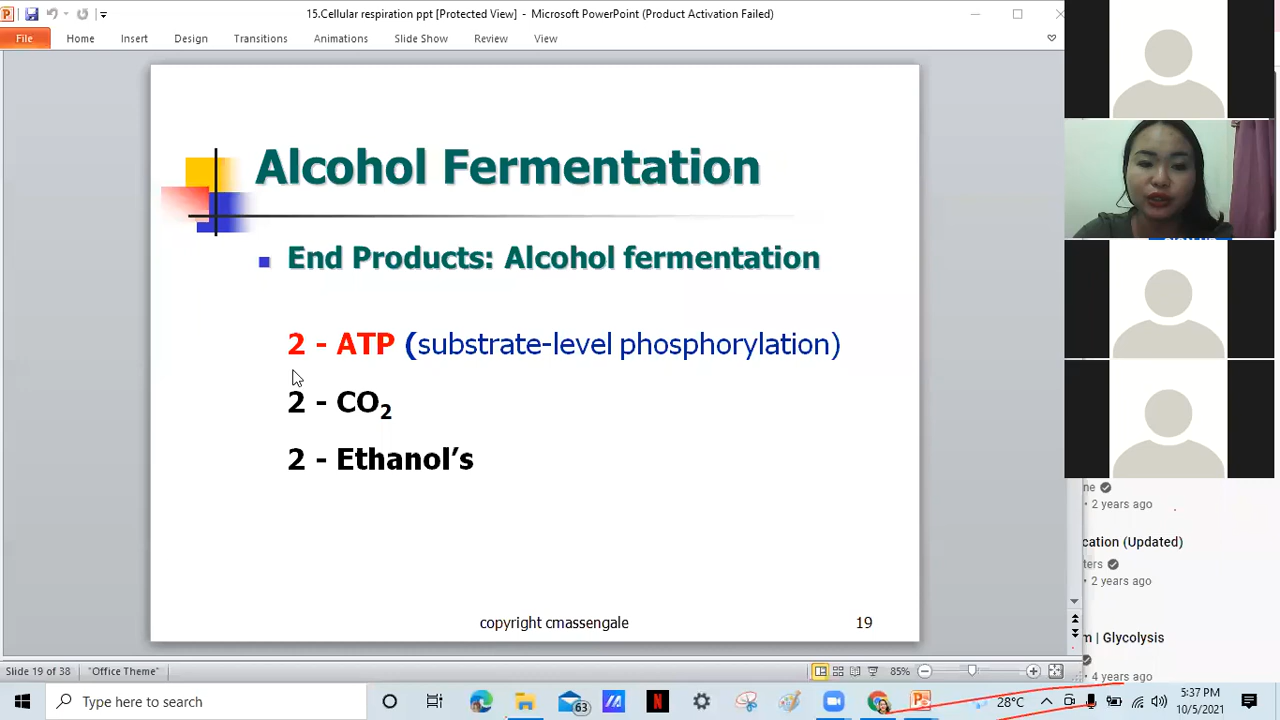 15.Cellular respiration ppt [Protected View] - Microsoft PowerPoint (Product Activation Failed)
File Home Insert Design Transitions Animations Slide Show Review View
Alcohol Fermentation
End Products: Alcohol fermentation
2 - ATP (substrate-level phosphorylation)
2 - CO₂
2 - Ethanol’s
copyright cmassengale 19
ne
• 2 years ago
cation (Updated)
ters
• 2 years ago
m | Glycolysis
• 4 years ago
Slide 19 of 38 "Office Theme" 85%
Type here to search 63 N 28°C 5:37 PM
10/5/2021